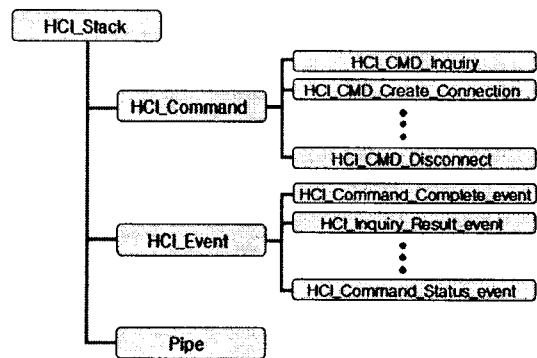 HCI_Stack
HCI_Command
HCI_CMD_Inquiry
HCI_CMD_Create_Connection
HCI_CMD_Disconnect
HCI_Event
HCI_Command_Complete_event
HCI_Inquiry_Result_event
HCI_Command_Status_event
Pipe